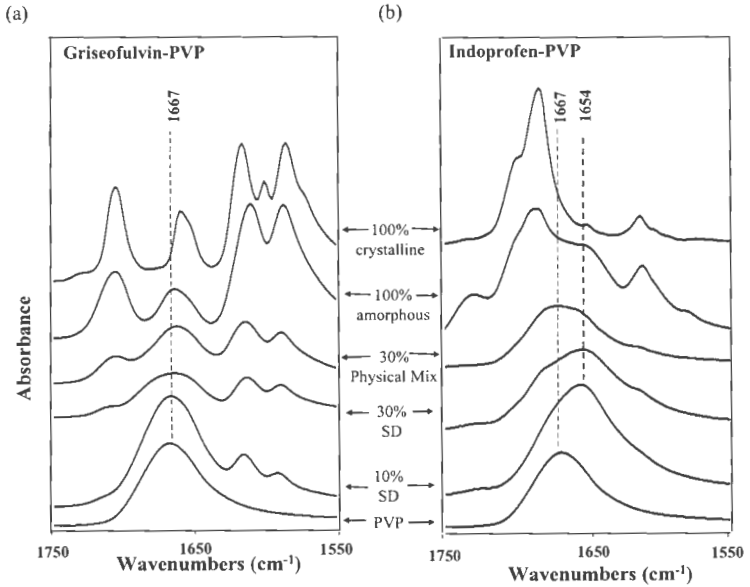 (a)
(b)
Griseofulvin-PVP
Indoprofen-PVP
1667
1667
1654
100%
crystalline
100%
amorphous
30%
Physical Mix
30%
SD
10%
SD
PVP
Absorbance
1750
1650
1550
1750
1650
1550
Wavenumbers (cm⁻¹)
Wavenumbers (cm⁻¹)